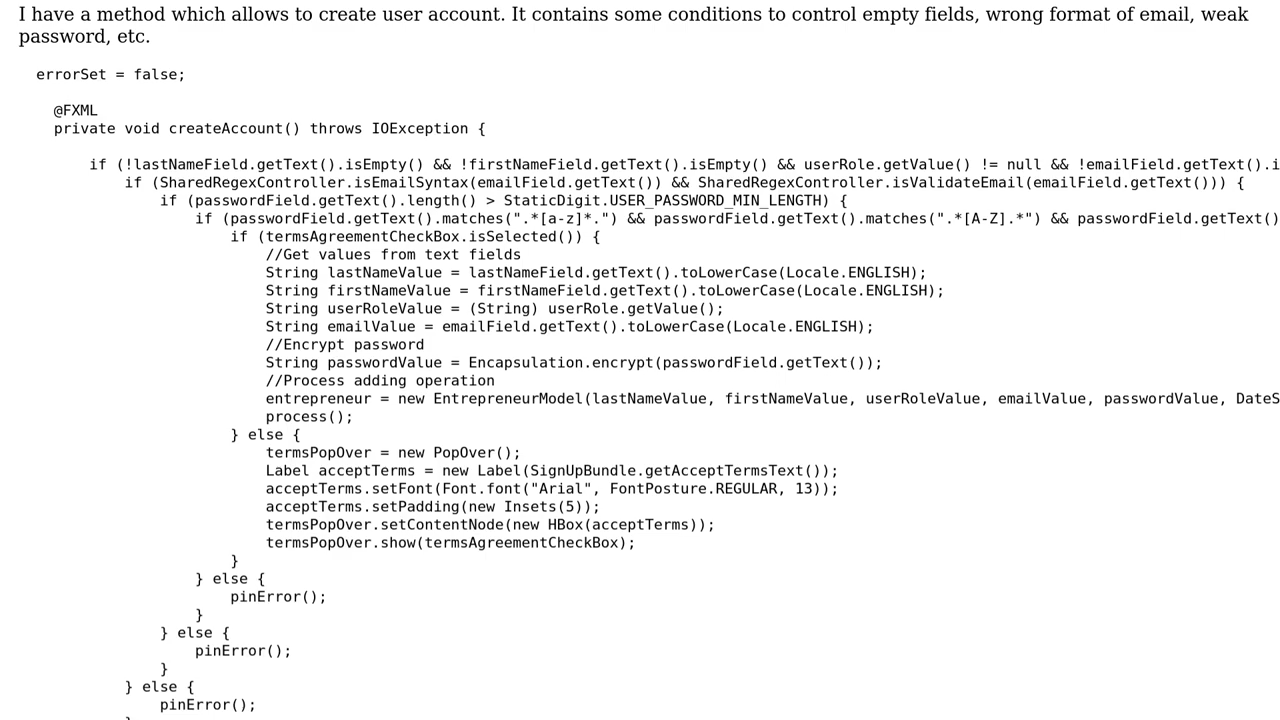 I have a method which allows to create user account. It contains some conditions to control empty fields, wrong format of email, weak
password, etc.
errorSet = false;
@FXML
private void createAccount() throws IOException {
if (!lastNameField.getText().isEmpty() && !firstNameField.getText().isEmpty() && userRole.getValue() != null && !emailField.getText().i
if (SharedRegexController.isEmailSyntax(emailField.getText()) && SharedRegexController.isValidateEmail(emailField.getText())) {
if (passwordField.getText().length() > StaticDigit.USER_PASSWORD_MIN_LENGTH) {
if (passwordField.getText().matches(".*[a-z]*.") && passwordField.getText().matches(".*[A-Z].*") && passwordField.getText()
if (termsAgreementCheckBox.isSelected()) {
//Get values from text fields
String lastNameValue = lastNameField.getText().toLowerCase(Locale.ENGLISH);
String firstNameValue = firstNameField.getText().toLowerCase(Locale.ENGLISH);
String userRoleValue = (String) userRole.getValue();
String emailValue = emailField.getText().toLowerCase(Locale.ENGLISH);
//Encrypt password
String passwordValue = Encapsulation.encrypt(passwordField.getText());
//Process adding operation
entrepreneur = new EntrepreneurModel(lastNameValue, firstNameValue, userRoleValue, emailValue, passwordValue, DateS
process();
} else {
termsPopOver = new PopOver();
Label acceptTerms = new Label(SignUpBundle.getAcceptTermsText());
acceptTerms.setFont(Font.font("Arial", FontPosture.REGULAR, 13));
acceptTerms.setPadding(new Insets(5));
termsPopOver.setContentNode(new HBox(acceptTerms));
termsPopOver.show(termsAgreementCheckBox);
}
} else {
pinError();
}
} else {
pinError();
}
} else {
pinError();